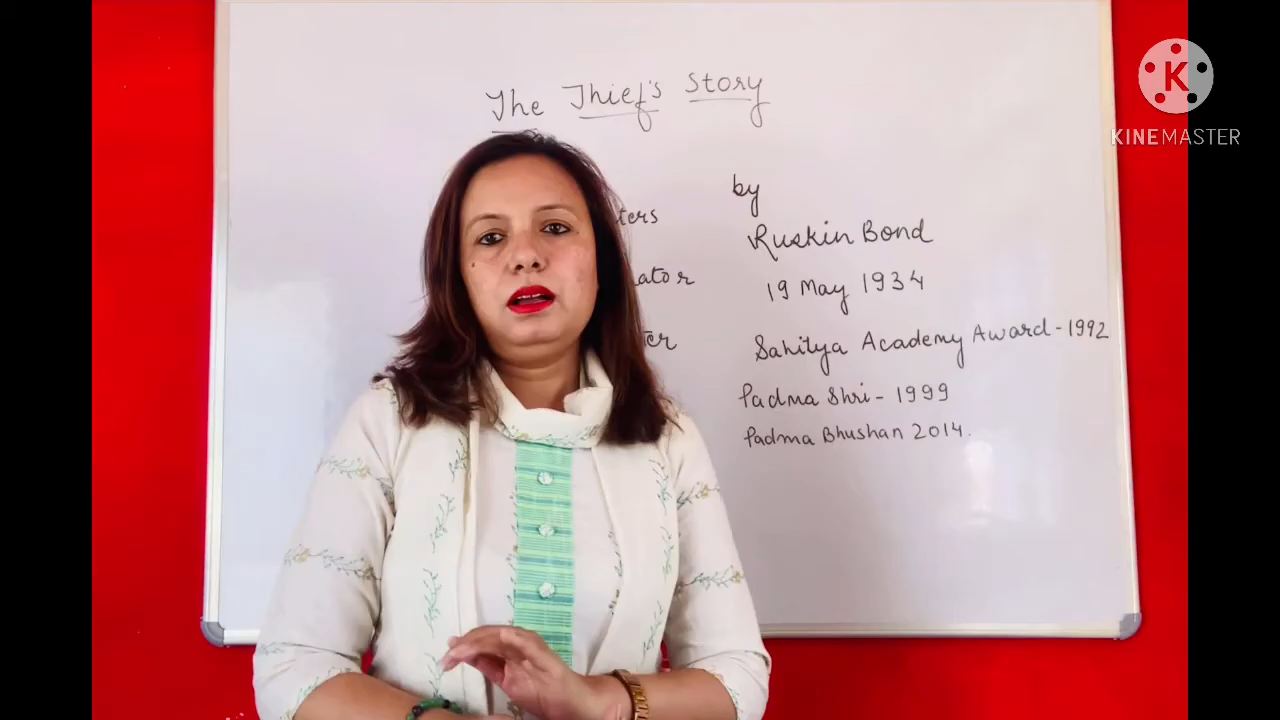 The Thief's Story
by
Ruskin Bond
19 May 1934
Sahitya Academy Award - 1992
Padma Shri - 1999
Padma Bhushan 2014.
KINEMASTER